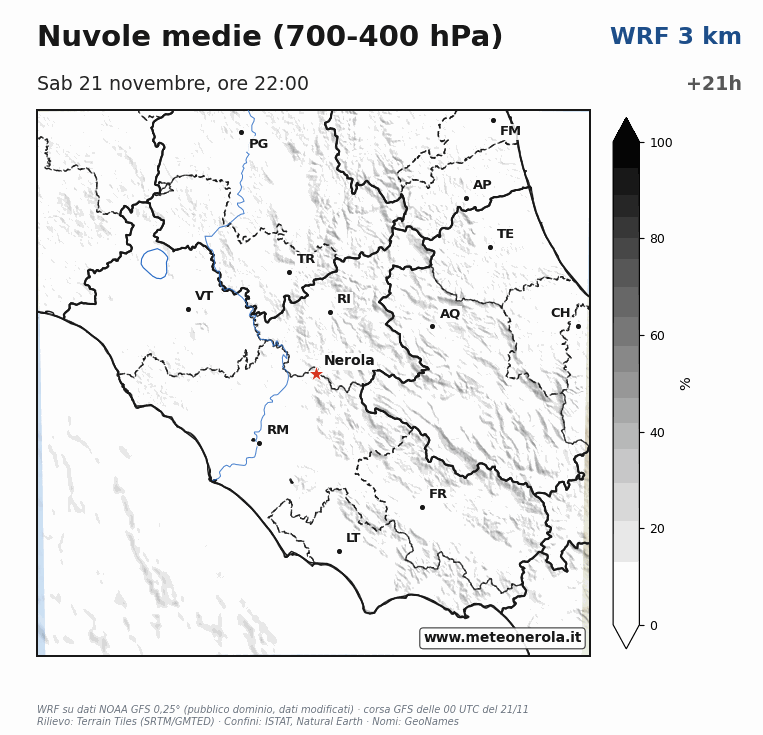 Nuvole medie (700-400 hPa)
WRF 3 km
Sab 21 novembre, ore 22:00
+21h
FM
PG
AP
TE
TR
VT
RI
AQ
CH
Nerola
RM
FR
LT
www.meteonerola.it
100
80
60
40
20
0
%
WRF su dati NOAA GFS 0,25° (pubblico dominio, dati modificati) · corsa GFS delle 00 UTC del 21/11
Rilievo: Terrain Tiles (SRTM/GMTED) · Confini: ISTAT, Natural Earth · Nomi: GeoNames